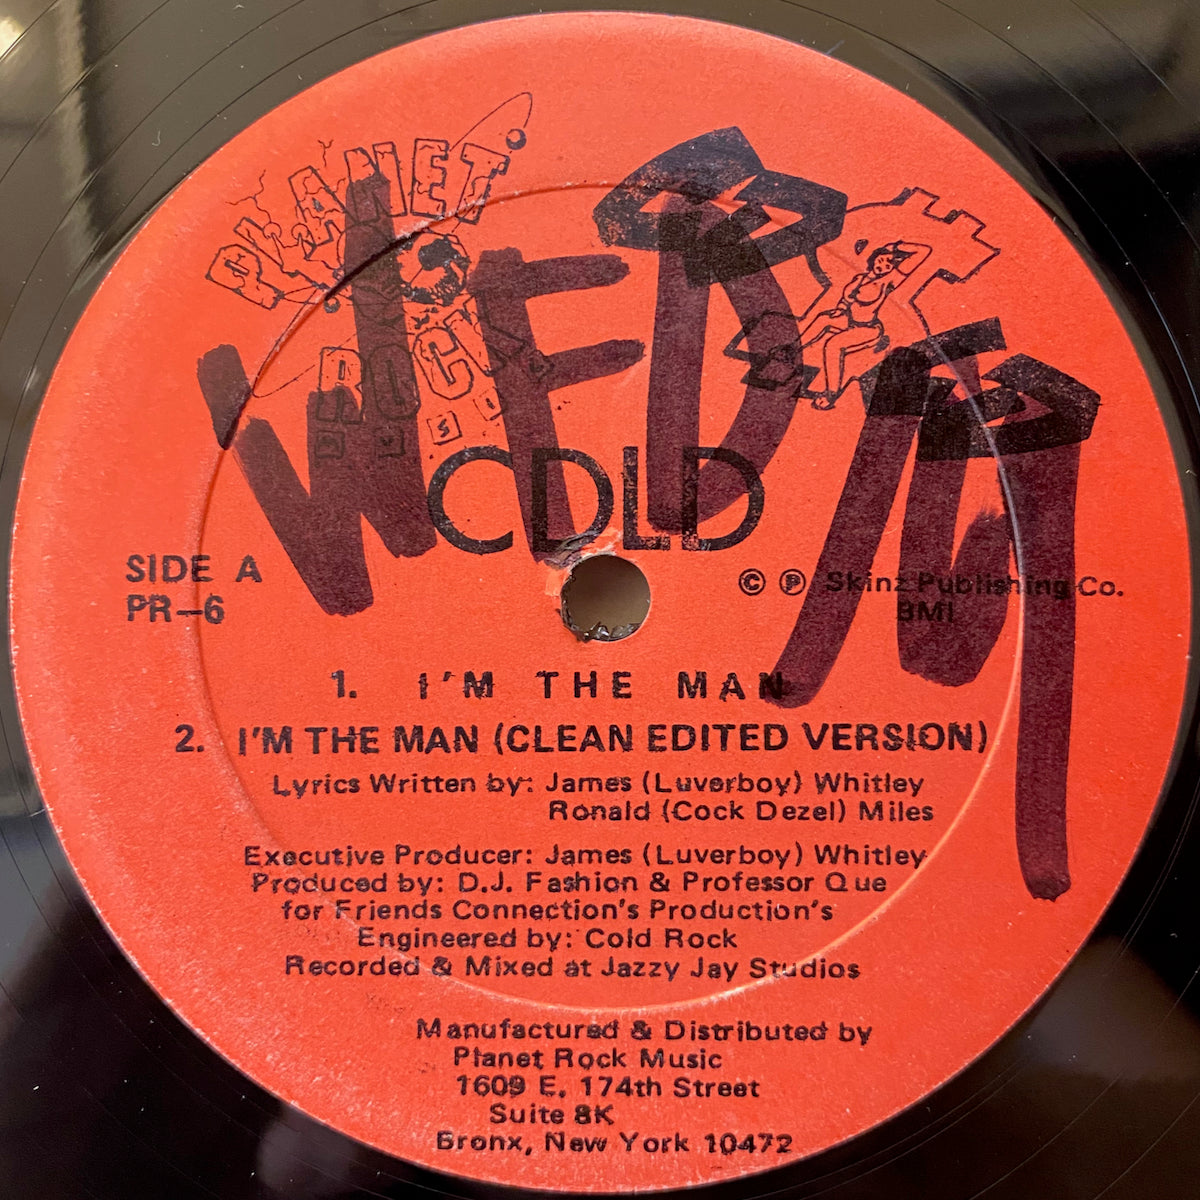 PLANET
ROCK
MUSIC
CDLD
SIDE A
PR-6
© ℗ Skinz Publishing Co.
BMI
1. I'M THE MAN
2. I'M THE MAN (CLEAN EDITED VERSION)
Lyrics Written by: James (Luverboy) Whitley
Ronald (Cock Dezel) Miles
Executive Producer: James (Luverboy) Whitley
Produced by: D.J. Fashion & Professor Que
for Friends Connection's Production's
Engineered by: Cold Rock
Recorded & Mixed at Jazzy Jay Studios
Manufactured & Distributed by
Planet Rock Music
1609 E. 174th Street
Suite 8K
Bronx, New York 10472